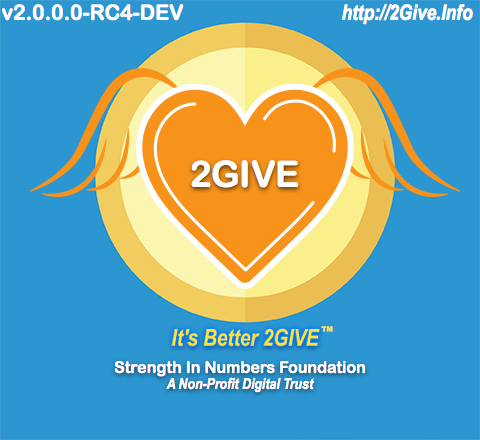 v2.0.0.0-RC4-DEV http://2Give.Info
2GIVE
It's Better 2GIVE™
Strength In Numbers Foundation
A Non-Profit Digital Trust